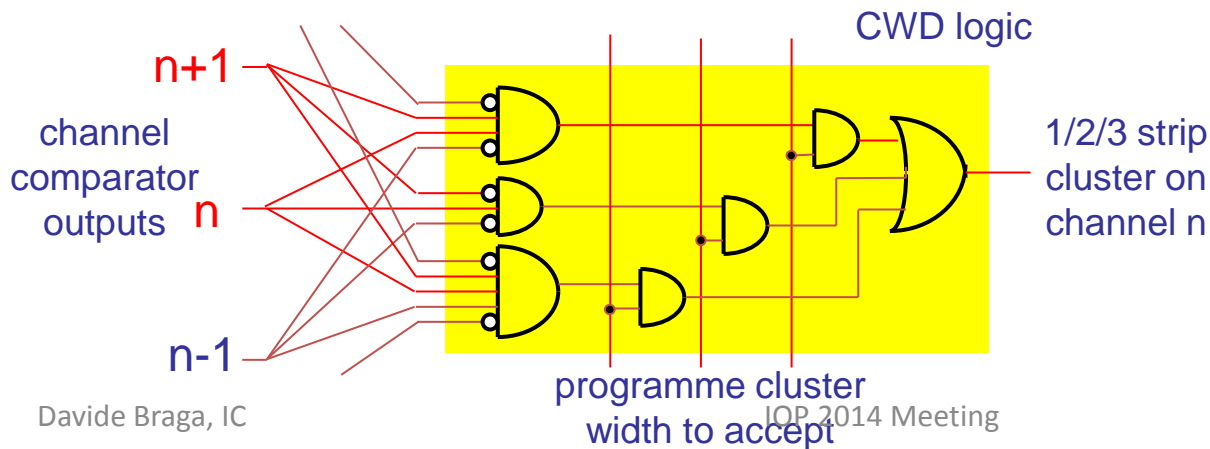 CWD logic
n+1
channel
comparator
outputs
n
n-1
1/2/3 strip
cluster on
channel n
programme cluster
width to accept
Davide Braga, IC
IOP 2014 Meeting